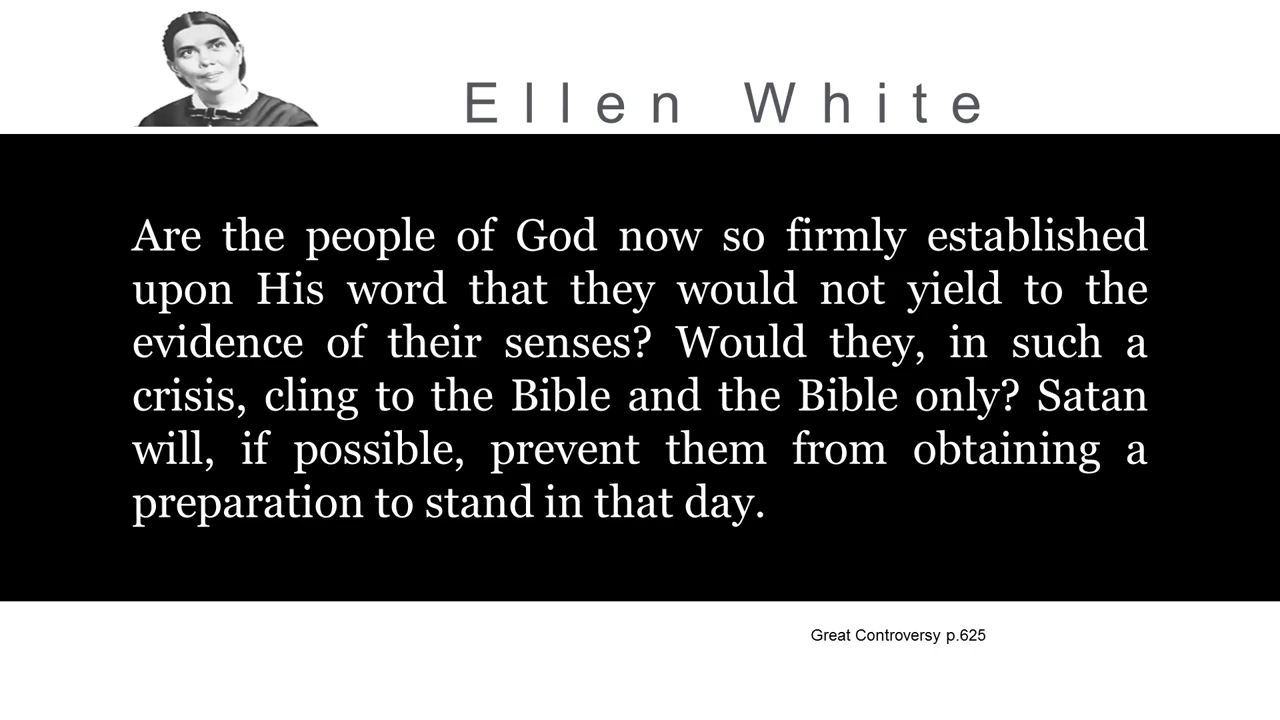 Ellen White
Are the people of God now so firmly established
upon His word that they would not yield to the
evidence of their senses? Would they, in such a
crisis, cling to the Bible and the Bible only? Satan
will, if possible, prevent them from obtaining a
preparation to stand in that day.
Great Controversy p.625